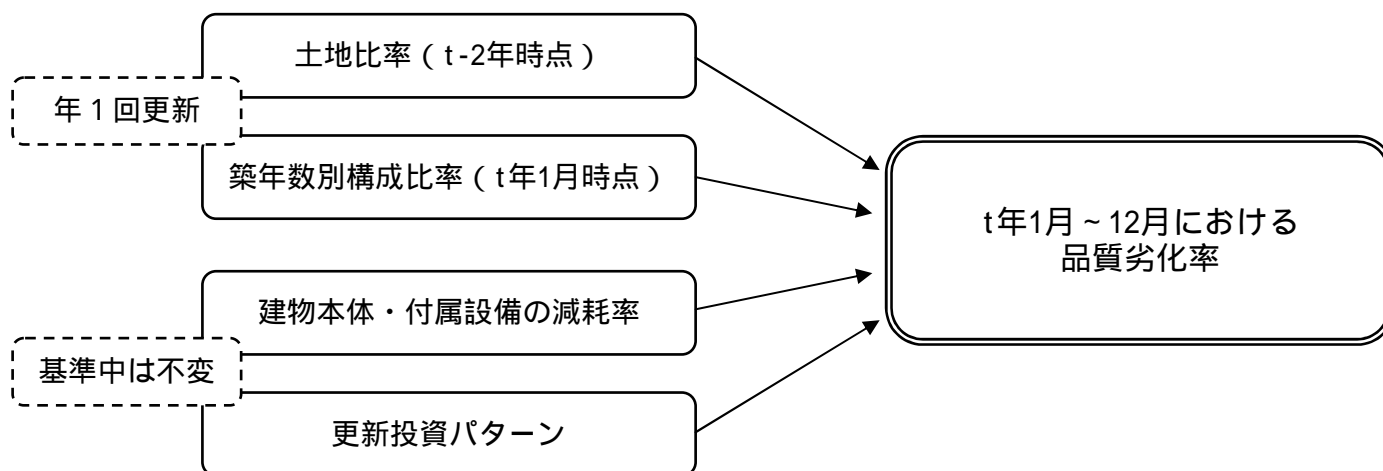 土地比率(t-2年時点)
年1回更新
築年数別構成比率(t年1月時点)
t年1月~12月における
品質劣化率
建物本体・付属設備の減耗率
基準中は不変
更新投資パターン